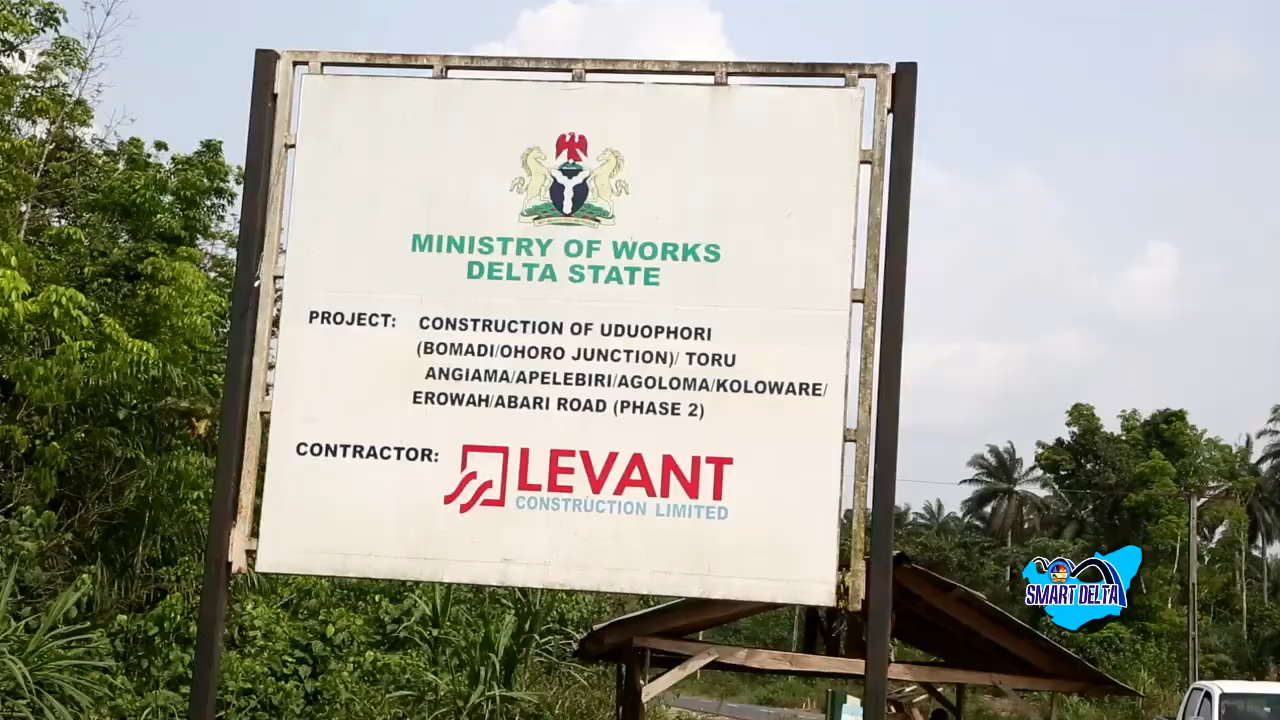 MINISTRY OF WORKS
DELTA STATE
PROJECT: CONSTRUCTION OF UDUOPHORI
(BOMADI/OHORO JUNCTION)/ TORU
ANGIAMA/APELEBIRI/AGOLOMA/KOLOWARE/
EROWAH/ABARI ROAD (PHASE 2)
CONTRACTOR: LEVANT
CONSTRUCTION LIMITED
SMART DELTA